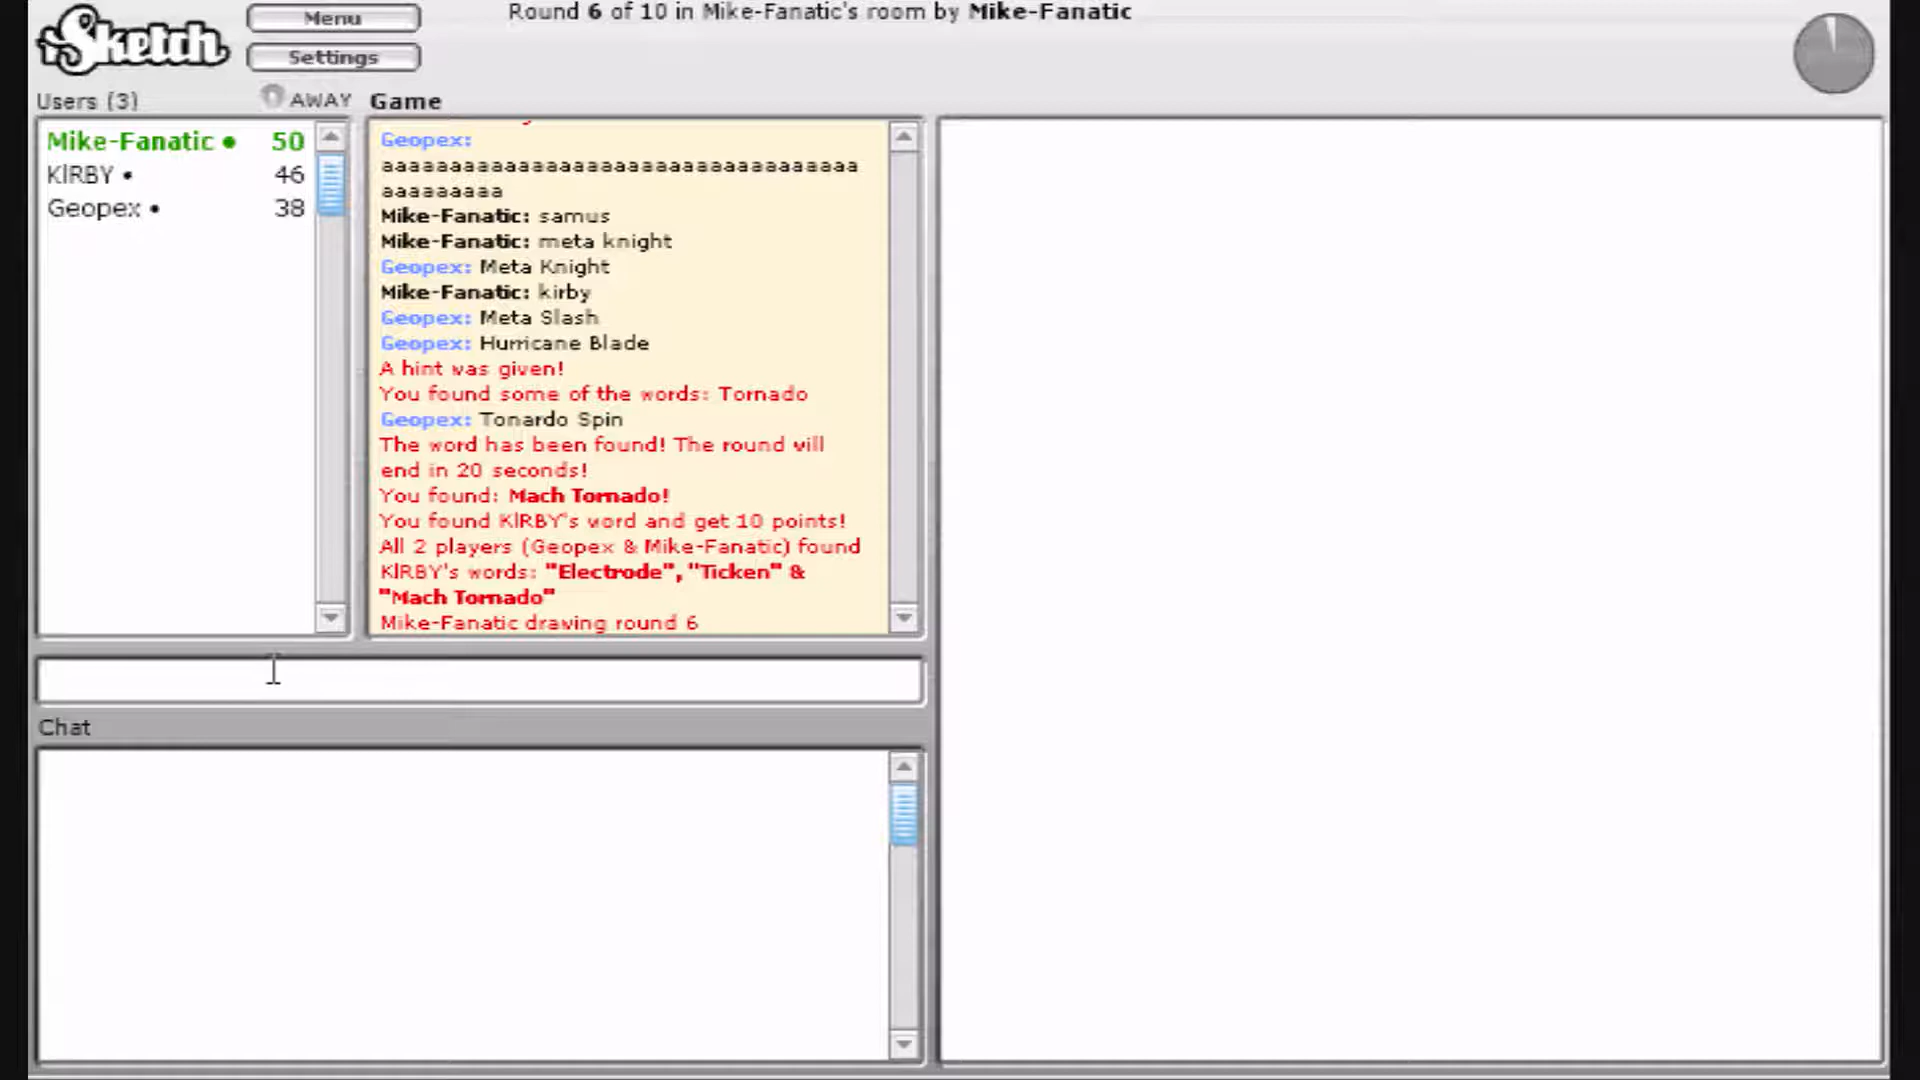 iSketch
Menu
Settings
Round 6 of 10 in Mike-Fanatic's room by Mike-Fanatic
Users (3)
AWAY
Mike-Fanatic • 50
KlRBY • 46
Geopex • 38
Game
Geopex:
aaaaaaaaaaaaaaaaaaaaaaaaaaaaaaaaaaa
aaaaaaaaa
Mike-Fanatic: samus
Mike-Fanatic: meta knight
Geopex: Meta Knight
Mike-Fanatic: kirby
Geopex: Meta Slash
Geopex: Hurricane Blade
A hint was given!
You found some of the words: Tornado
Geopex: Tonardo Spin
The word has been found! The round will
end in 20 seconds!
You found: Mach Tornado!
You found KlRBY's word and get 10 points!
All 2 players (Geopex & Mike-Fanatic) found
KlRBY's words: "Electrode", "Ticken" &
"Mach Tornado"
Mike-Fanatic drawing round 6
Chat